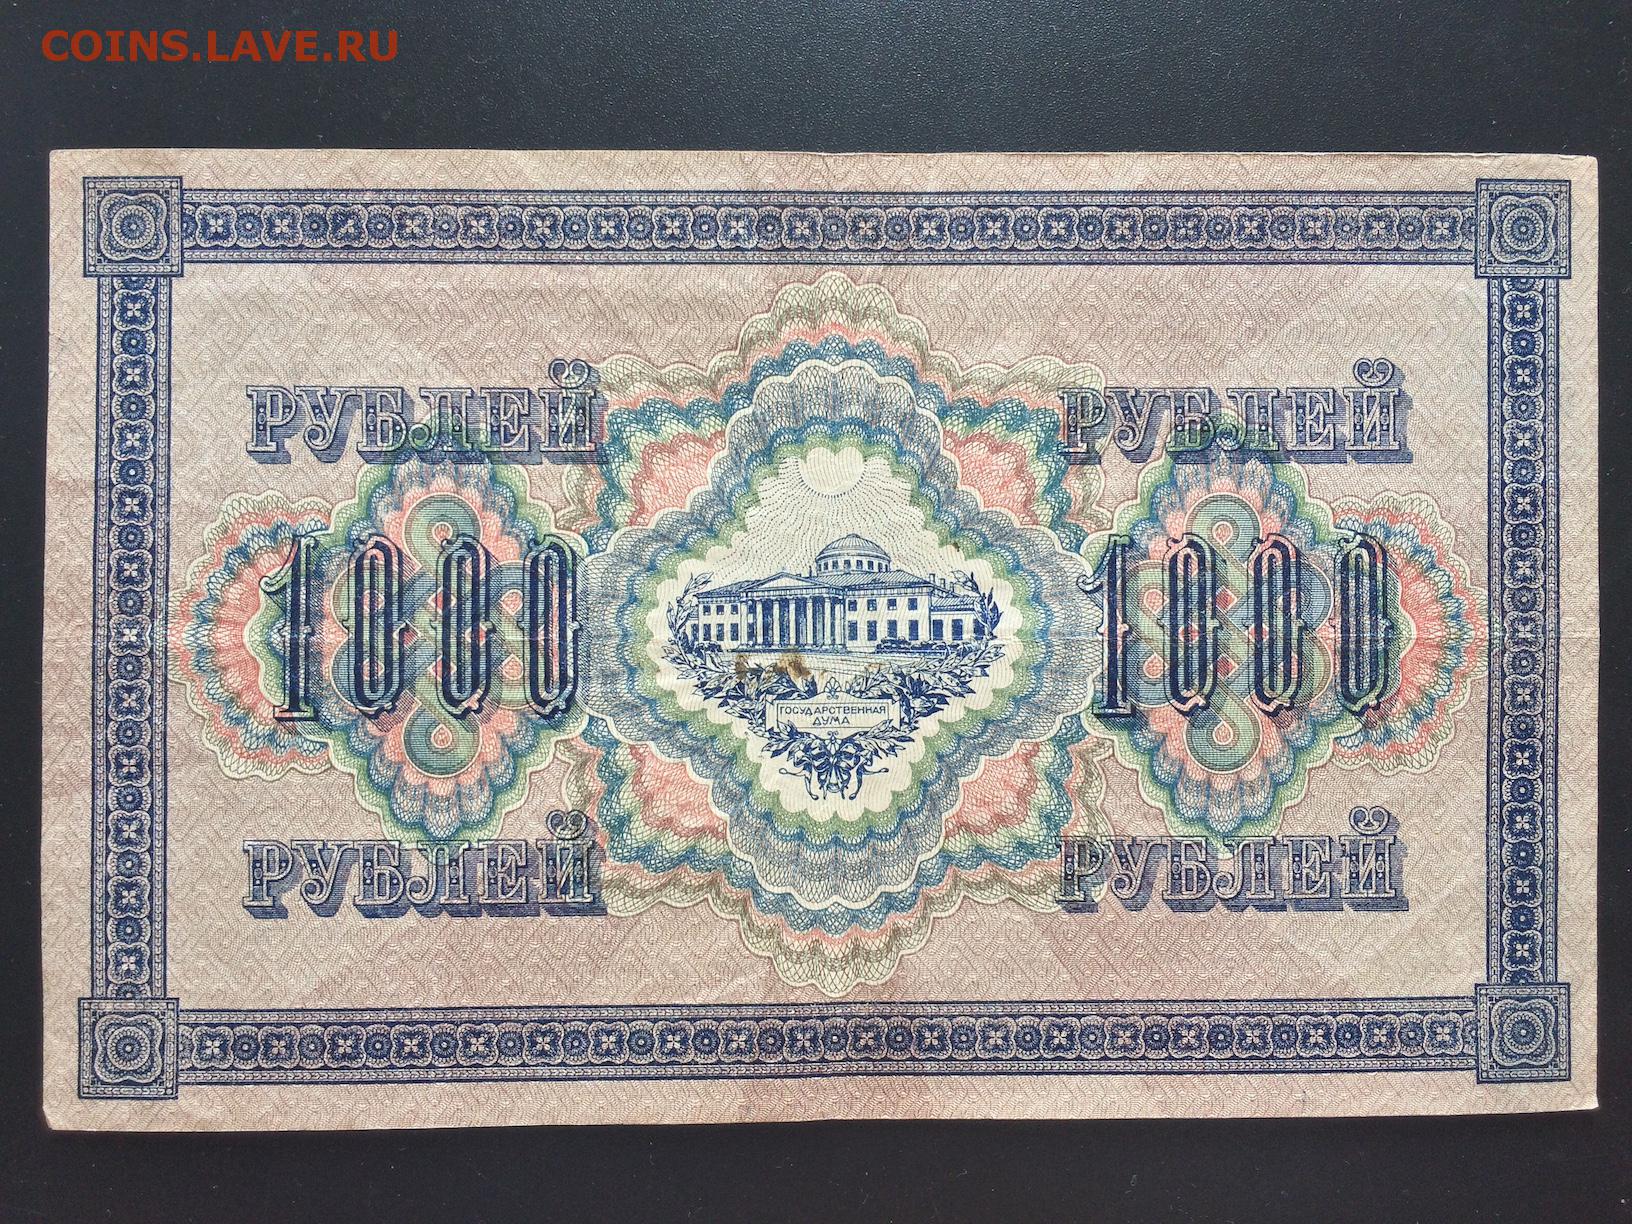 COINS.LAVE.RU
РУБЛЕЙ РУБЛЕЙ
1000 1000
ГОСУДАРСТВЕННАЯ
ДУМА
РУБЛЕЙ РУБЛЕЙ